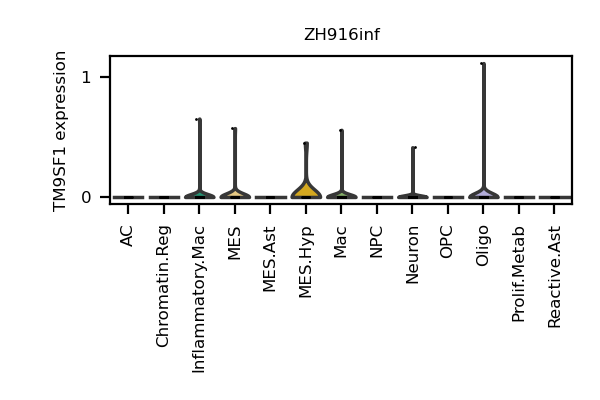 ZH916inf
TM9SF1 expression
1
0
AC
Chromatin.Reg
Inflammatory.Mac
MES
MES.Ast
MES.Hyp
Mac
NPC
Neuron
OPC
Oligo
Prolif.Metab
Reactive.Ast